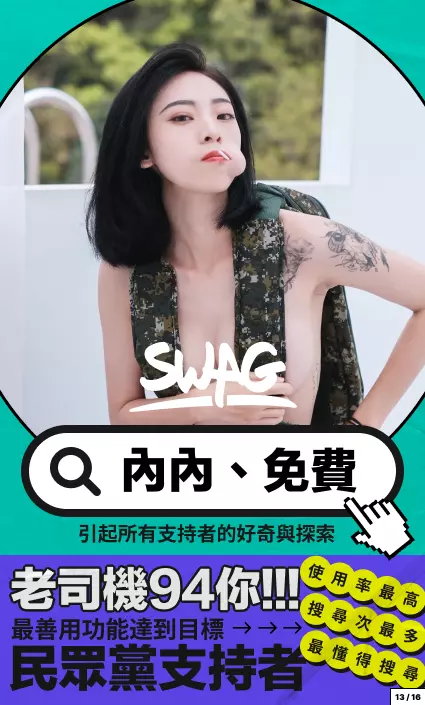 SWAG
內內、免費
引起所有支持者的好奇與探索
老司機94你!!!
最善用功能達到目標 →→→
民眾黨支持者
使用率最高
搜尋次最多
最懂得搜尋
13 / 16